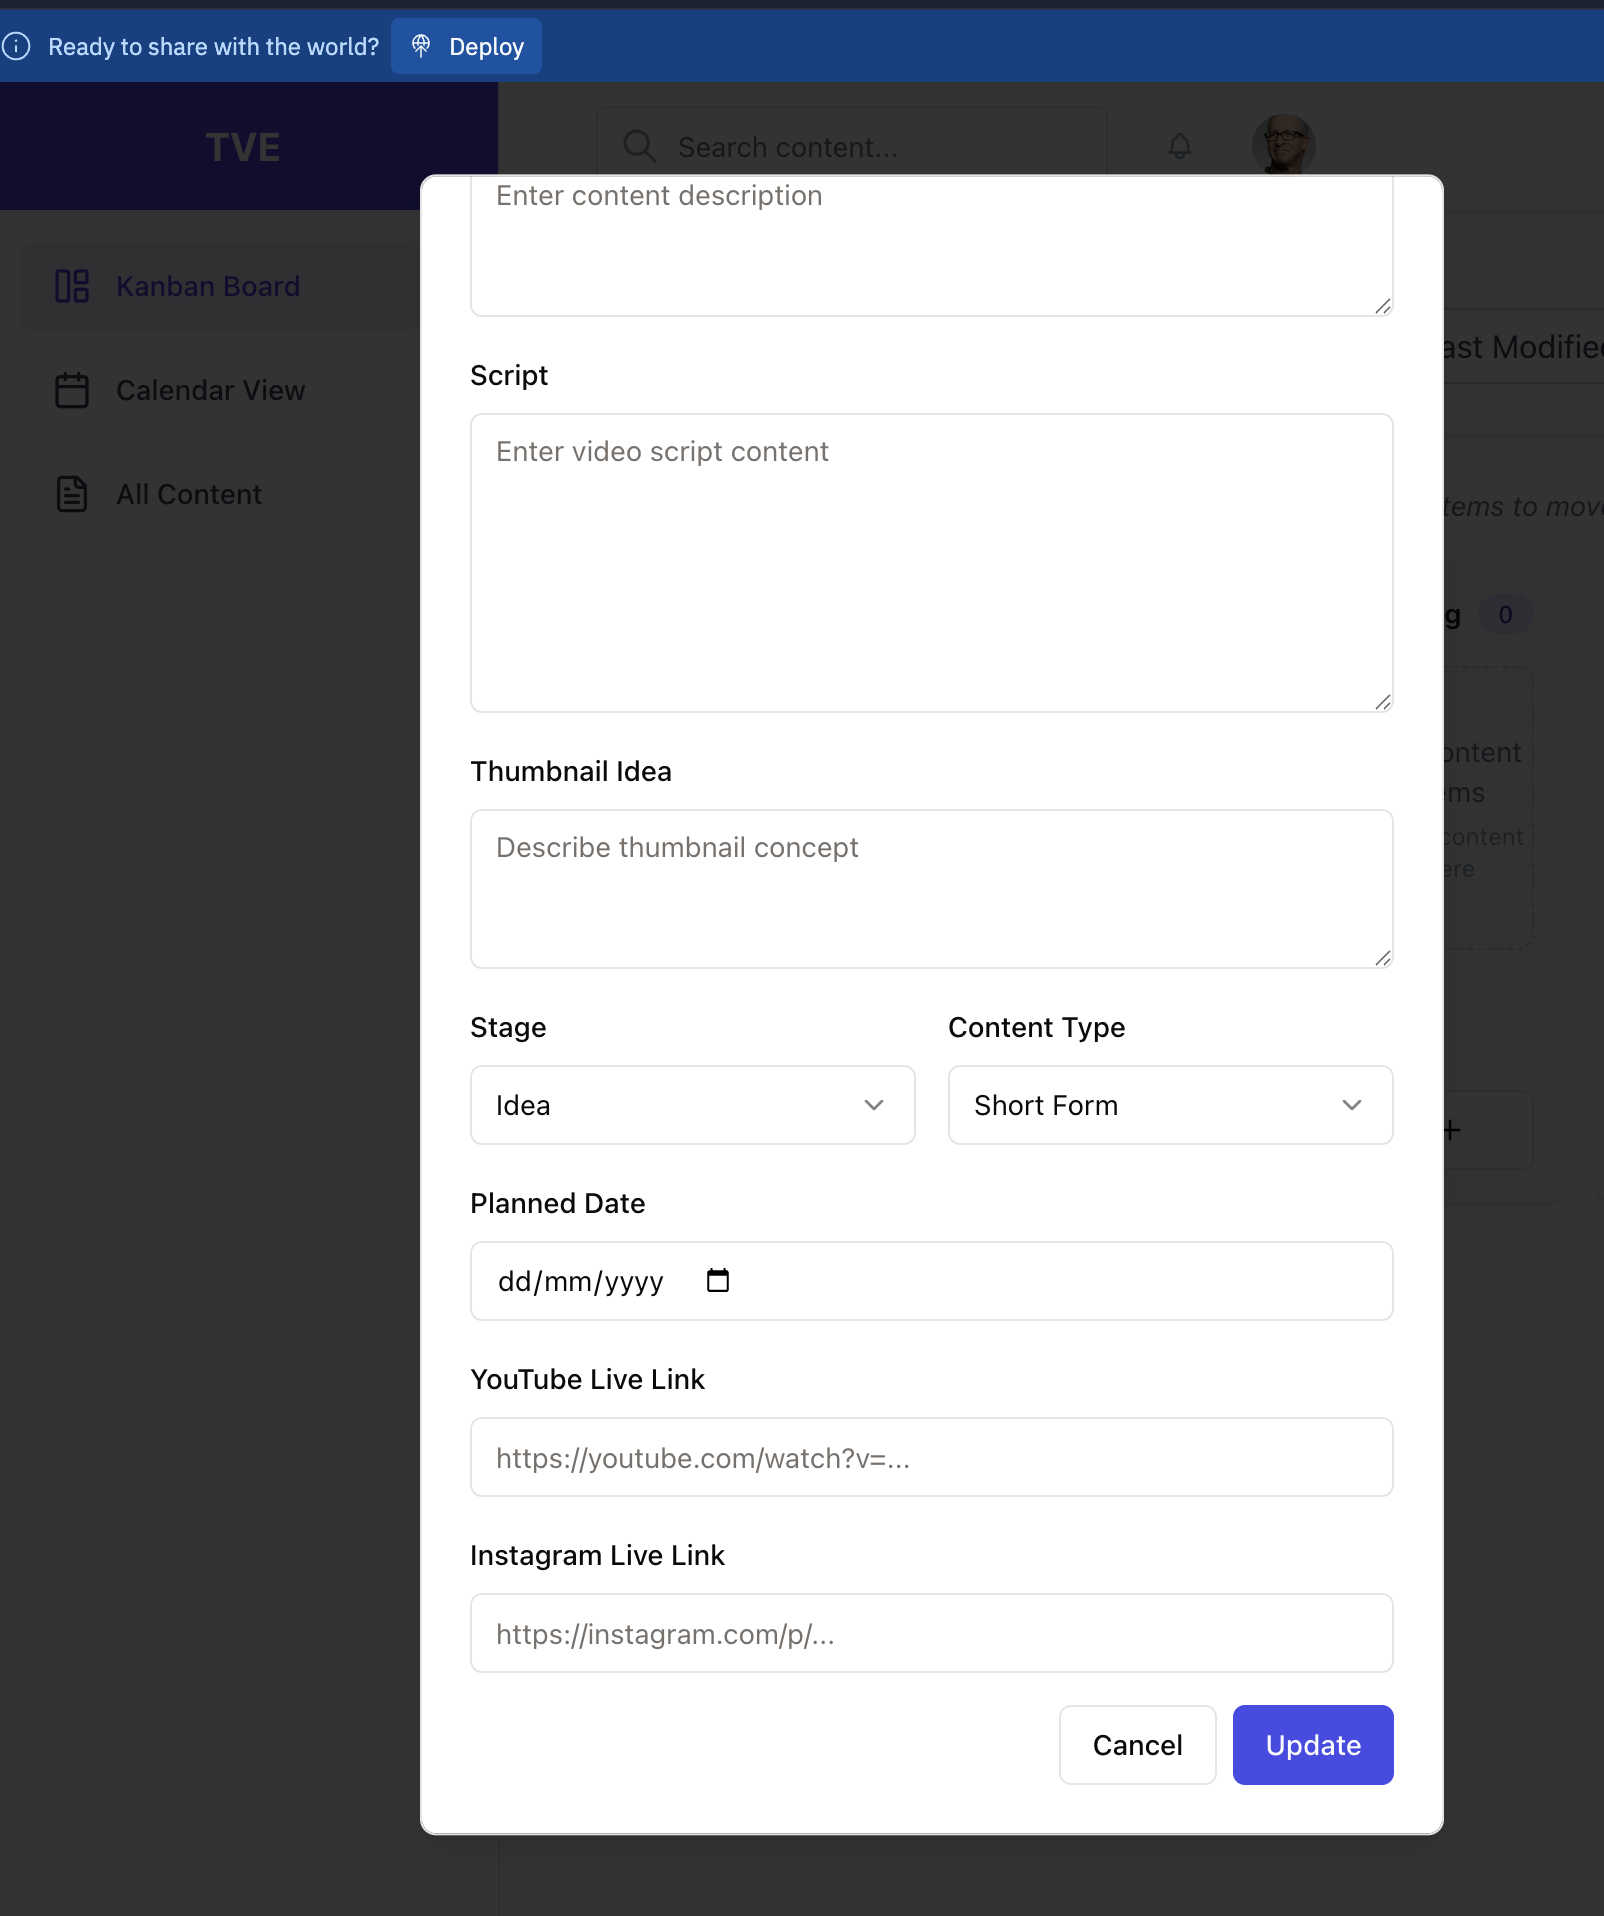 Ready to share with the world?
Deploy
TVE
Search content...
Kanban Board
Calendar View
All Content
Enter content description
Script
Enter video script content
Thumbnail Idea
Describe thumbnail concept
Stage
Content Type
Idea
Short Form
Planned Date
dd/mm/yyyy
YouTube Live Link
https://youtube.com/watch?v=...
Instagram Live Link
https://instagram.com/p/...
Cancel
Update
ast Modifie
tems to mov
g
0
ontent
ms
content
ere
+